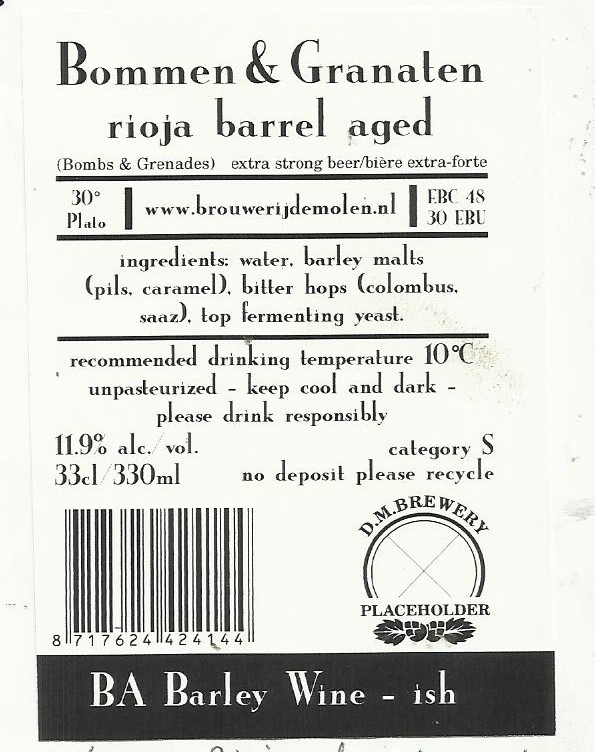 Bommen & Granaten
rioja barrel aged
(Bombs & Grenades) extra strong beer/bière extra-forte
30° Plato
www.brouwerijdemolen.nl
EBC 48
30 EBU
ingredients: water, barley malts
(pils, caramel), bitter hops (colombus,
saaz), top fermenting yeast.
recommended drinking temperature 10°C
unpasteurized - keep cool and dark -
please drink responsibly
11.9% alc./vol.
category S
33cl/330ml
no deposit please recycle
D.M.BREWERY
PLACEHOLDER
8 717624 424144
BA Barley Wine - ish